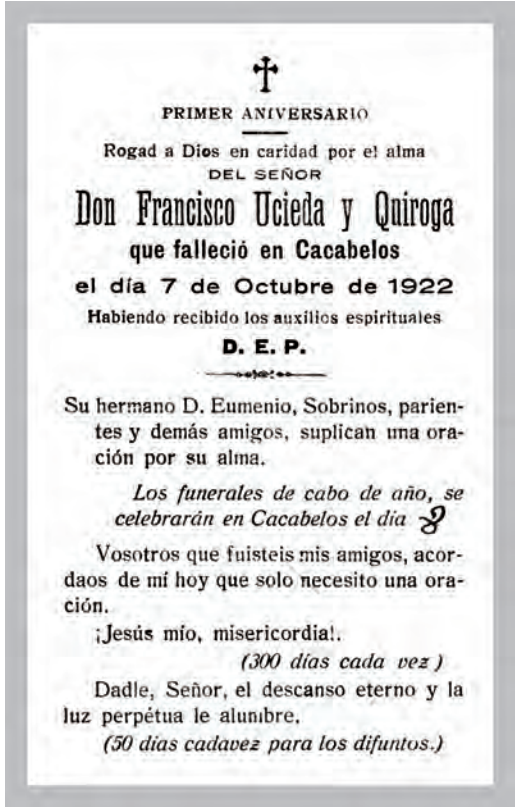 PRIMER ANIVERSARIO
Rogad a Dios en caridad por el alma
DEL SEÑOR
Don Francisco Ucieda y Quiroga
que falleció en Cacabelos
el día 7 de Octubre de 1922
Habiendo recibido los auxilios espirituales
D. E. P.
Su hermano D. Eumenio, Sobrinos, parien-
tes y demás amigos, suplican una ora-
ción por su alma.
Los funerales de cabo de año, se
celebrarán en Cacabelos el día 8
Vosotros que fuisteis mis amigos, acor-
daos de mí hoy que solo necesito una ora-
ción.
¡Jesús mío, misericordia!.
(300 días cada vez)
Dadle, Señor, el descanso eterno y la
luz perpétua le alumbre.
(50 días cadavez para los difuntos.)